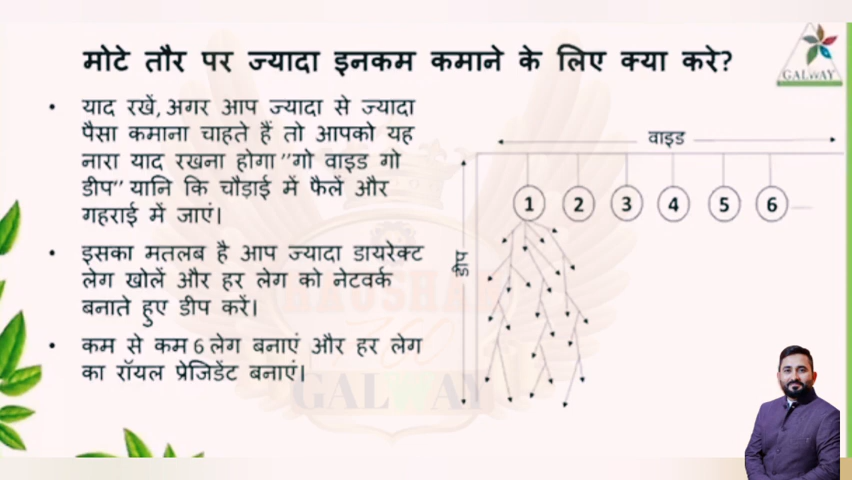 मोटे तौर पर ज्यादा इनकम कमाने के लिए क्या करे?
GALWAY
• याद रखें, अगर आप ज्यादा से ज्यादा
पैसा कमाना चाहते हैं तो आपको यह
नारा याद रखना होगा "गो वाइड गो
डीप" यानि कि चौड़ाई में फैलें और
गहराई में जाएं।
• इसका मतलब है आप ज्यादा डायरेक्ट
लेग खोलें और हर लेग को नेटवर्क
बनाते हुए डीप करें।
• कम से कम 6 लेग बनाएं और हर लेग
का रॉयल प्रेजिडेंट बनाएं।
वाइड
1 2 3 4 5 6
डीप
GALWAY